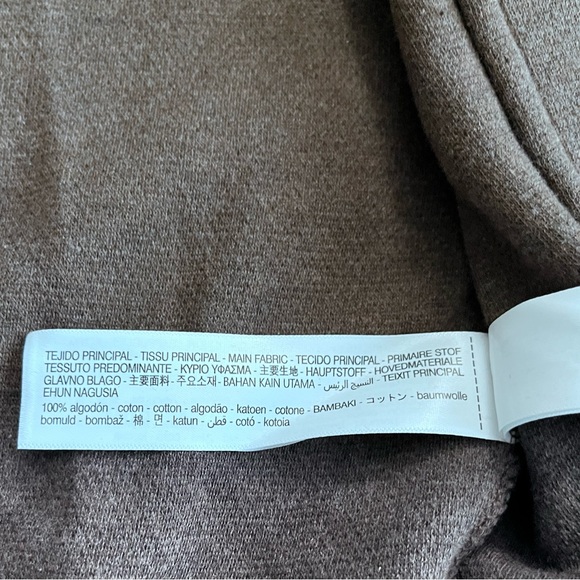 TEJIDO PRINCIPAL - TISSU PRINCIPAL - MAIN FABRIC - TECIDO PRINCIPAL - PRIMAIRE STOF
TESSUTO PREDOMINANTE - ΚΥΡΙΟ ΥΦΑΣΜΑ - 主要生地 - HAUPTSTOFF - HOVEDMATERIALE
GLAVNO BLAGO - 主要面料 - 주요소재 - BAHAN KAIN UTAMA - النسيج الرئيس - TEIXIT PRINCIPAL
EHUN NAGUSIA
100% algodón - coton - cotton - algodão - katoen - cotone - ΒΑΜΒΑΚΙ - コットン - baumwolle
bomuld - bombaž - 棉 - 면 - katun - قطن - cotó - kotoia